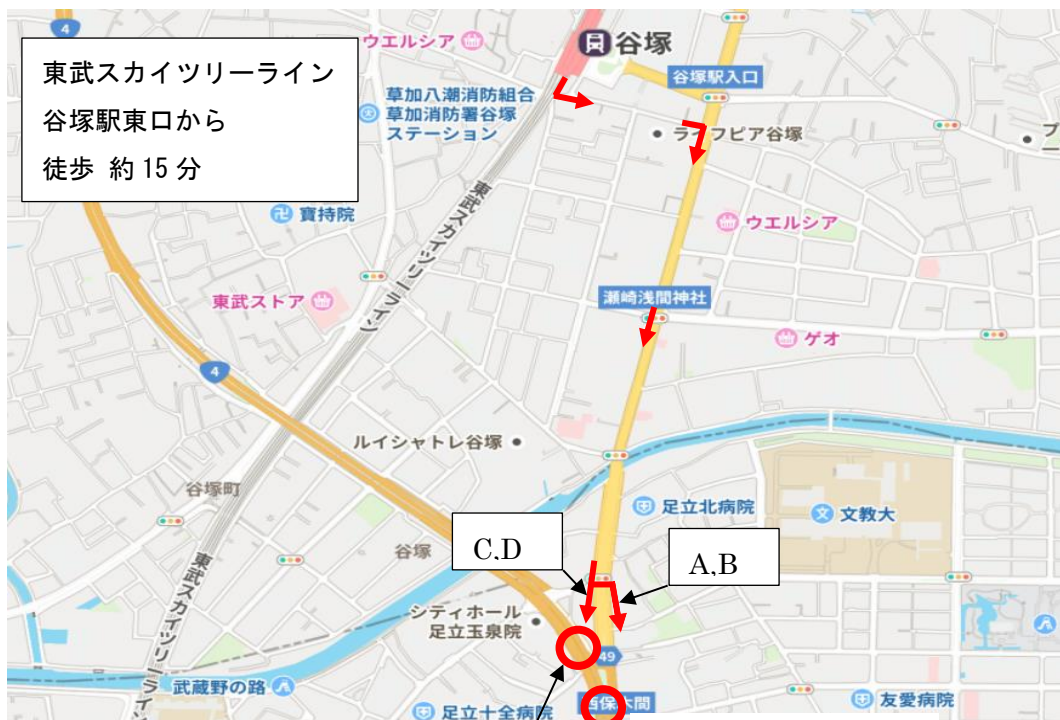 4
ウエルシア
谷塚
東武スカイツリーライン
谷塚駅東口から
徒歩 約15分
谷塚駅入口
草加八潮消防組合
草加消防署谷塚
ステーション
ライフピア谷塚
プ
寶持院
東武スカイツリーライン
ウエルシア
東武ストア
瀬崎浅間神社
ゲオ
4
ルイシャトレ谷塚
谷塚町
足立北病院
文教大
谷塚
C,D
A,B
東武スカイツリーライン
シティホール
足立玉泉院
49
武蔵野の路
西保木間
足立十全病院
友愛病院